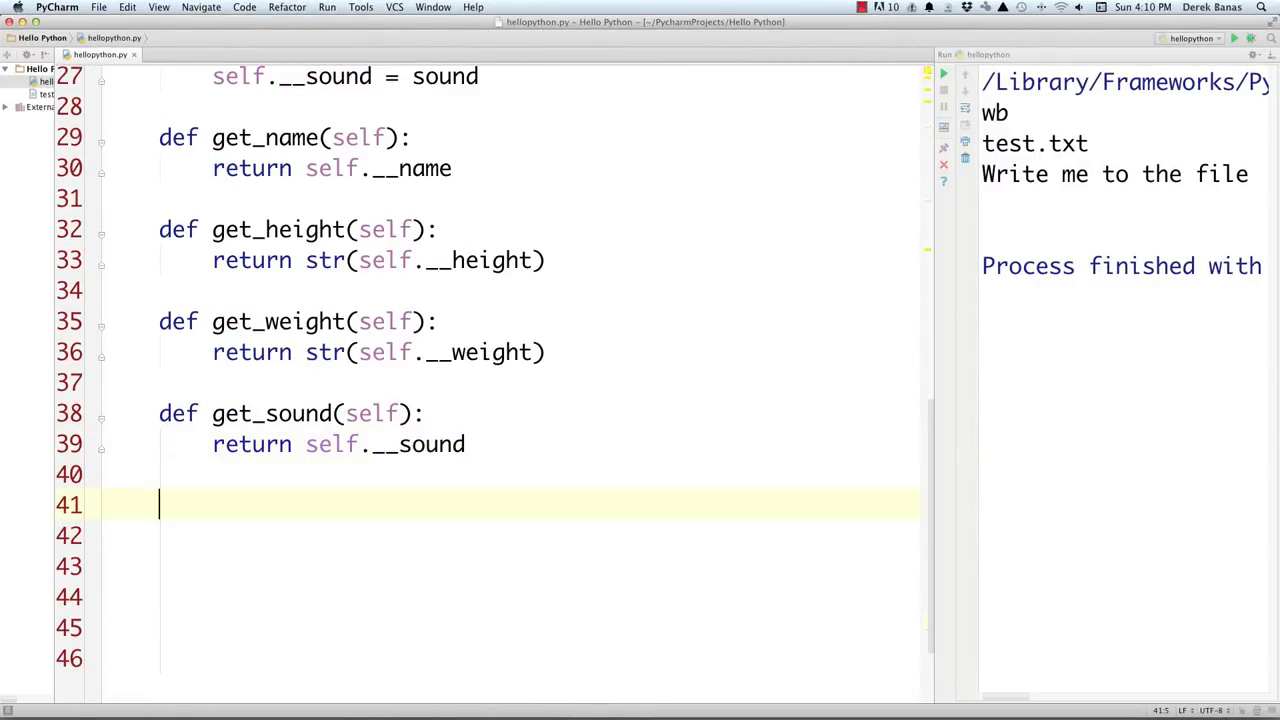 PyCharm File Edit View Navigate Code Refactor Run Tools VCS Window Help 10 Sun 4:10 PM Derek Banas
hellopython.py - Hello Python - [~/PycharmProjects/Hello Python]
Hello Python hellopython.py hellopython
hellopython.py Run hellopython
Hello P
hel
test
Externa
27 self.__sound = sound
28
29 def get_name(self):
30 return self.__name
31
32 def get_height(self):
33 return str(self.__height)
34
35 def get_weight(self):
36 return str(self.__weight)
37
38 def get_sound(self):
39 return self.__sound
40
41
42
43
44
45
46
/Library/Frameworks/Py
wb
test.txt
Write me to the file
Process finished with
41:5 LF UTF-8